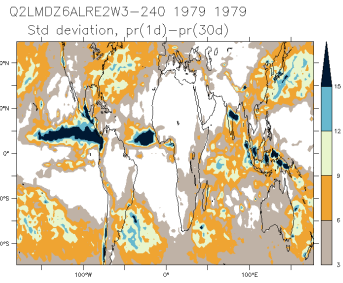 Q2LMDZ6ALRE2W3-240 1979 1979
Std deviation, pr(1d)-pr(30d)
15
12
9
6
3
0°
100°W
0°
100°E